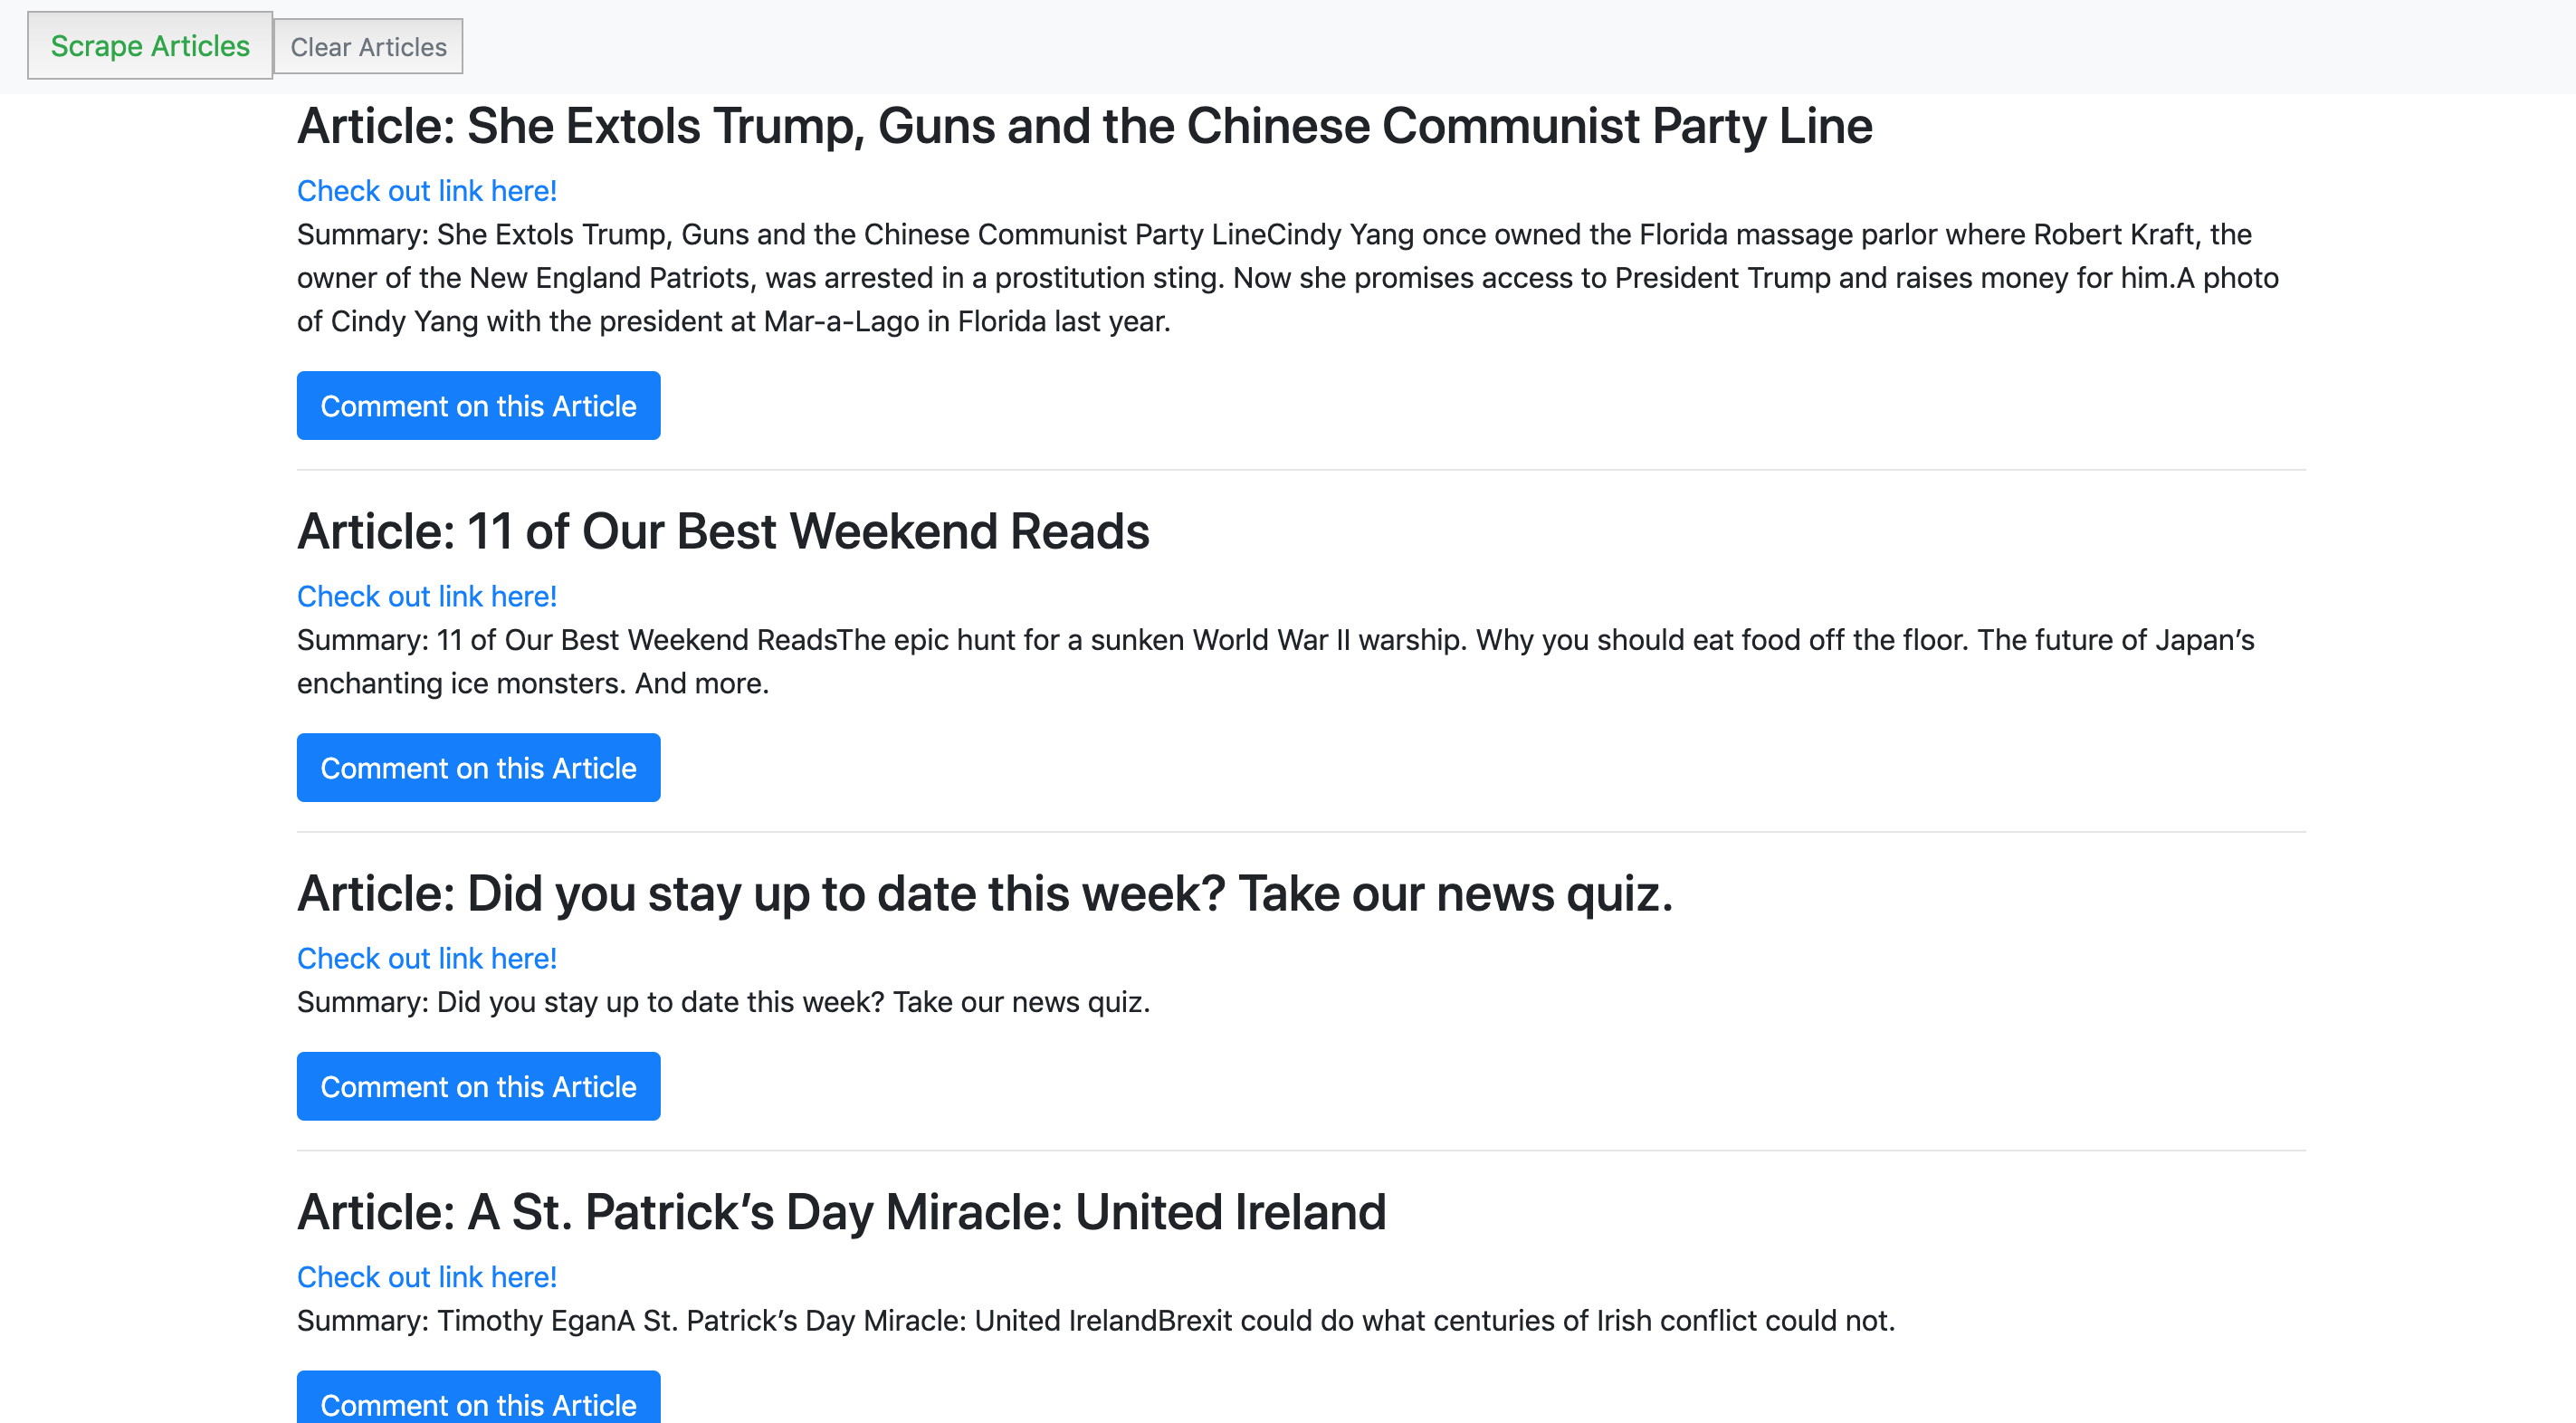 Scrape Articles
Clear Articles
Article: She Extols Trump, Guns and the Chinese Communist Party Line
Check out link here!
Summary: She Extols Trump, Guns and the Chinese Communist Party LineCindy Yang once owned the Florida massage parlor where Robert Kraft, the
owner of the New England Patriots, was arrested in a prostitution sting. Now she promises access to President Trump and raises money for him.A photo
of Cindy Yang with the president at Mar-a-Lago in Florida last year.
Comment on this Article
Article: 11 of Our Best Weekend Reads
Check out link here!
Summary: 11 of Our Best Weekend ReadsThe epic hunt for a sunken World War II warship. Why you should eat food off the floor. The future of Japan’s
enchanting ice monsters. And more.
Comment on this Article
Article: Did you stay up to date this week? Take our news quiz.
Check out link here!
Summary: Did you stay up to date this week? Take our news quiz.
Comment on this Article
Article: A St. Patrick’s Day Miracle: United Ireland
Check out link here!
Summary: Timothy EganA St. Patrick’s Day Miracle: United IrelandBrexit could do what centuries of Irish conflict could not.
Comment on this Article